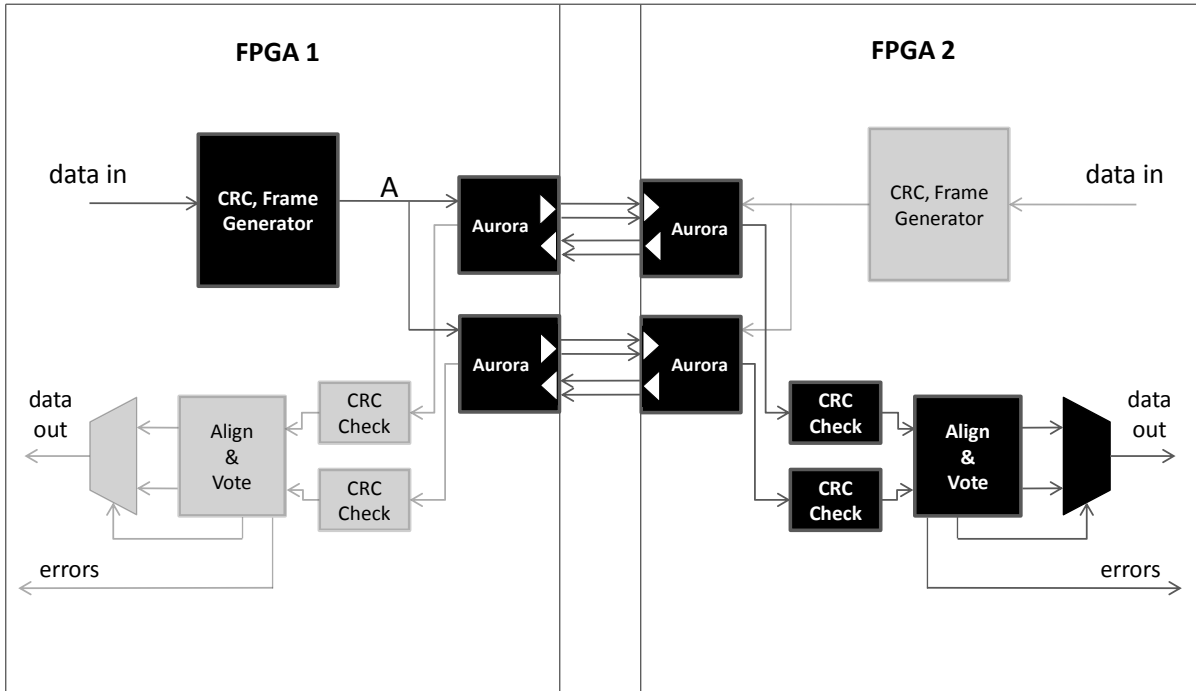 FPGA 1
FPGA 2
data in
CRC, Frame
Generator
A
Aurora
Aurora
CRC, Frame
Generator
data in
Aurora
Aurora
data
out
Align
&
Vote
CRC
Check
CRC
Check
errors
CRC
Check
CRC
Check
Align
&
Vote
data
out
errors